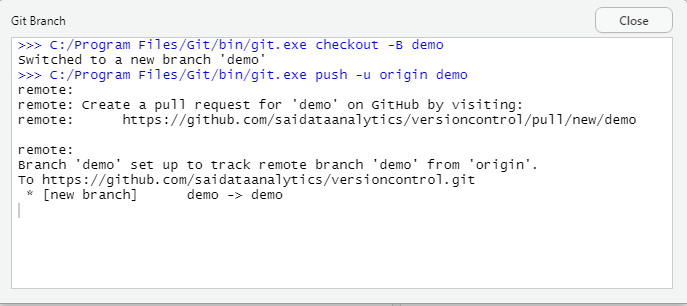 Git Branch
Close
>>> C:/Program Files/Git/bin/git.exe checkout -B demo
Switched to a new branch 'demo'
>>> C:/Program Files/Git/bin/git.exe push -u origin demo
remote:
remote: Create a pull request for 'demo' on GitHub by visiting:
remote:      https://github.com/saidataanalytics/versioncontrol/pull/new/demo
remote:
Branch 'demo' set up to track remote branch 'demo' from 'origin'.
To https://github.com/saidataanalytics/versioncontrol.git
 * [new branch]      demo -> demo